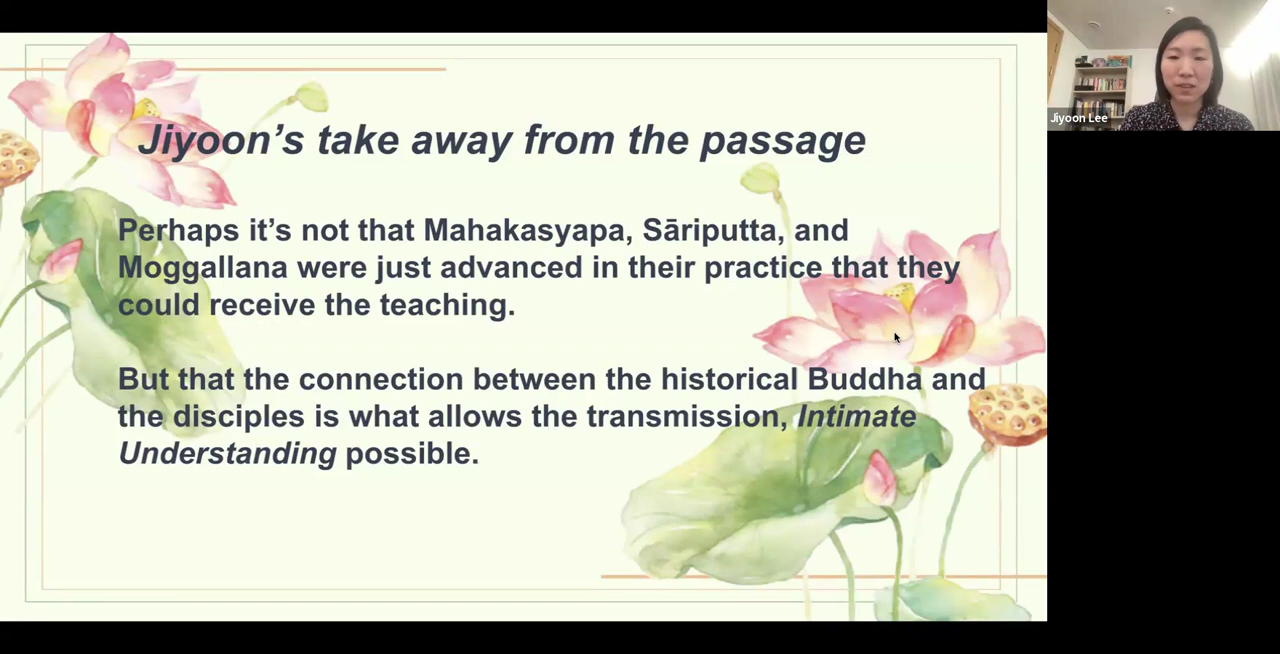 Jiyoon’s take away from the passage
Perhaps it’s not that Mahakasyapa, Sāriputta, and
Moggallana were just advanced in their practice that they
could receive the teaching.
But that the connection between the historical Buddha and
the disciples is what allows the transmission, Intimate
Understanding possible.
Jiyoon Lee